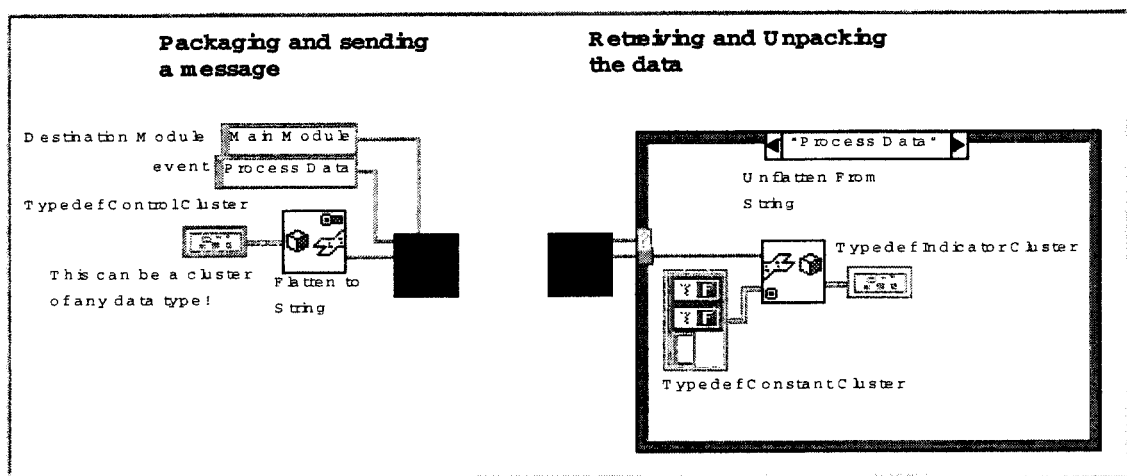 Packaging and sending
a message
Retreiving and Unpacking
the data
Destination Module
Main Module
event
Process Data
TypedefControlCluster
This can be a cluster
of any data type!
Flatten to
String
"Process Data"
Unflatten From
String
TypedefIndicatorCluster
F
F
TypedefConstantCluster